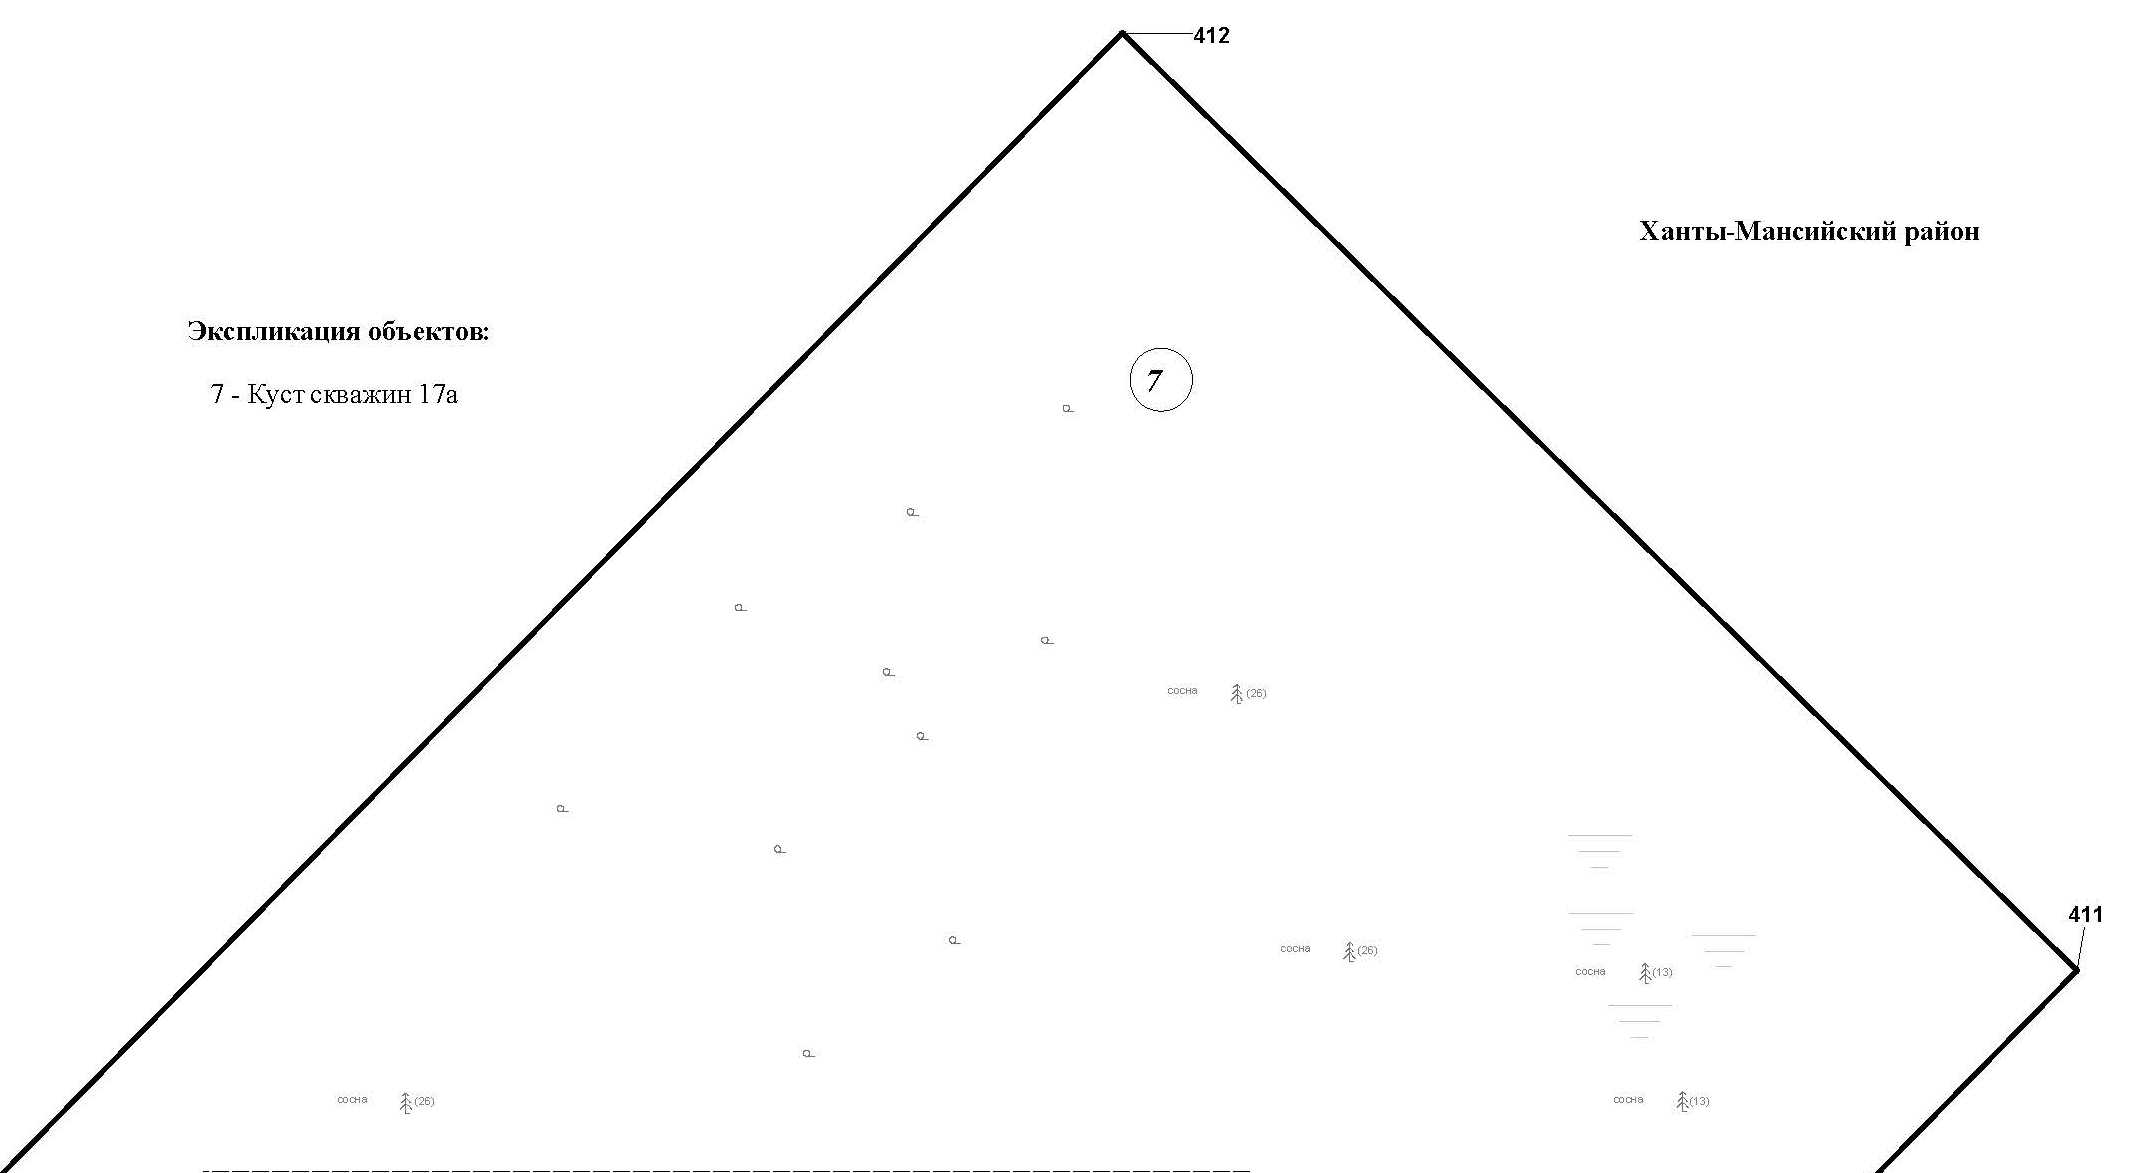 412
Ханты-Мансийский район
Экспликация объектов:
7 - Куст скважин 17а
7
сосна (26)
411
сосна (26)
сосна (13)
сосна (26)
сосна (13)